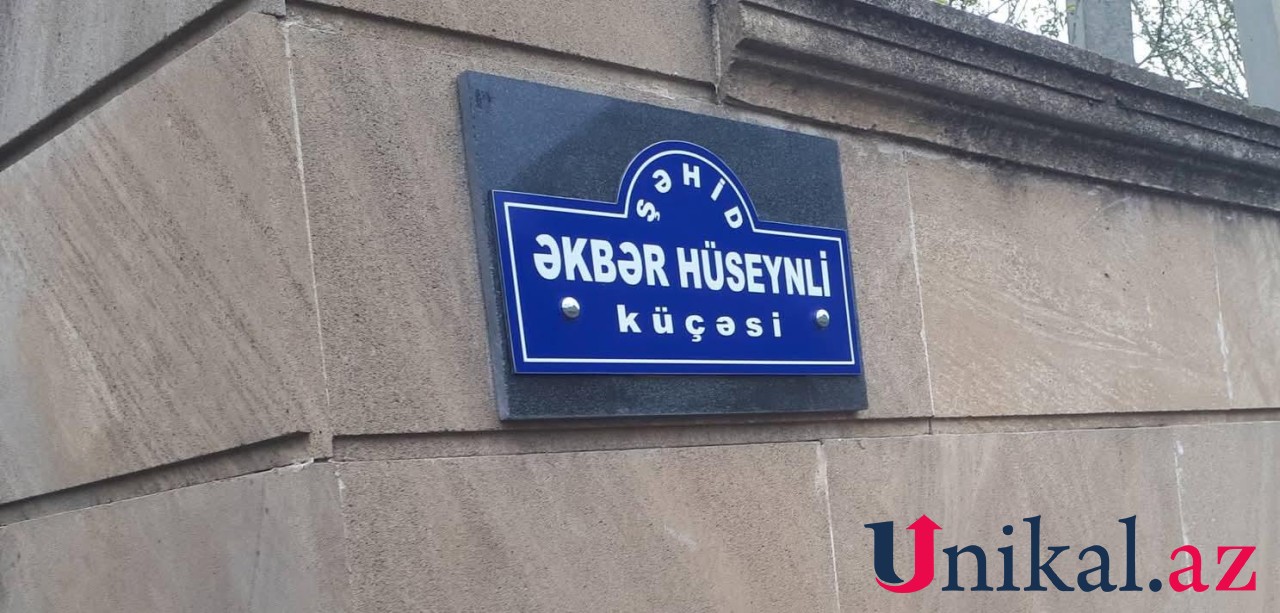 ŞƏHİD
ƏKBƏR HÜSEYNLİ
küçəsi
Unikal.az